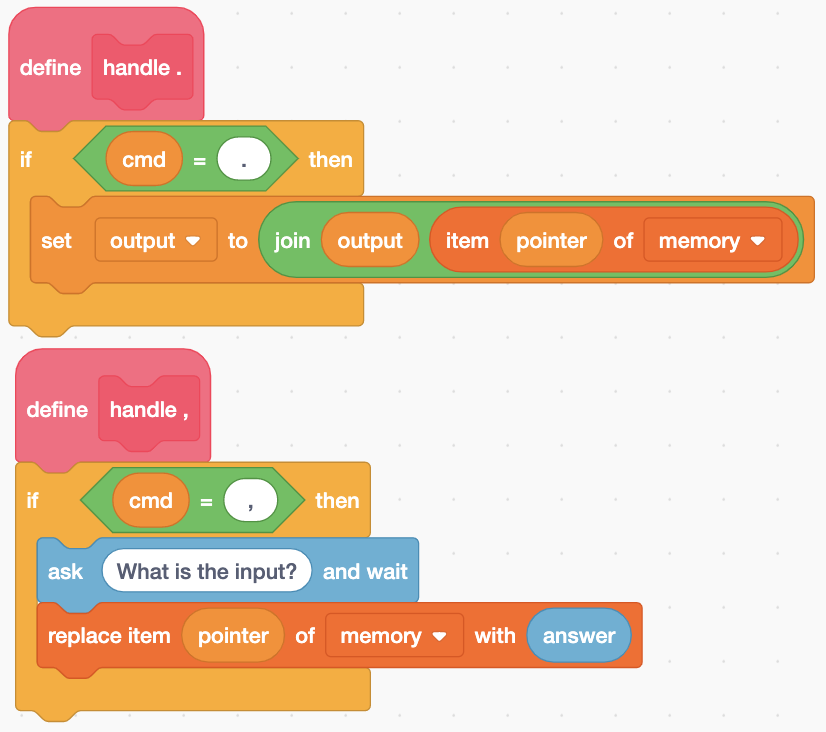 define handle .
if cmd = . then
set output to join output item pointer of memory
define handle ,
if cmd = , then
ask What is the input? and wait
replace item pointer of memory with answer